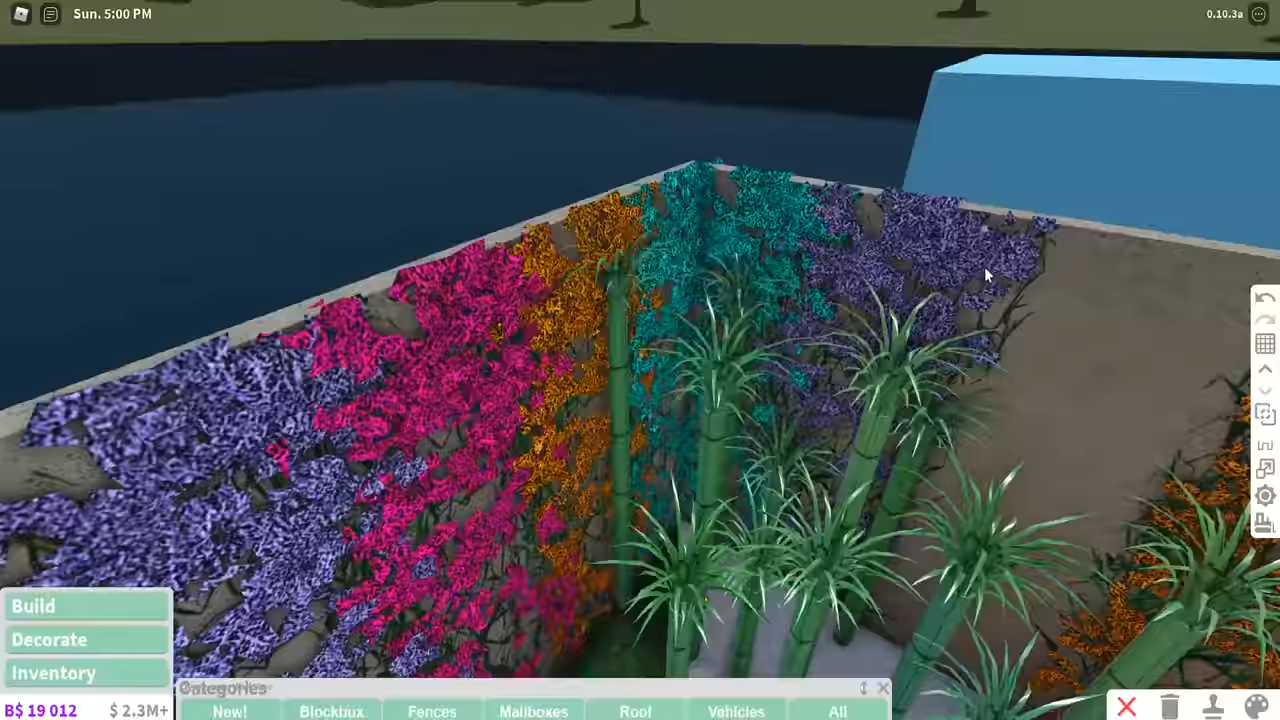 Sun. 5:00 PM
0.10.3a
Build
Decorate
Inventory
B$ 19 012 $ 2.3M+
Categories
New! Blockbux Fences Mailboxes Roof Vehicles All